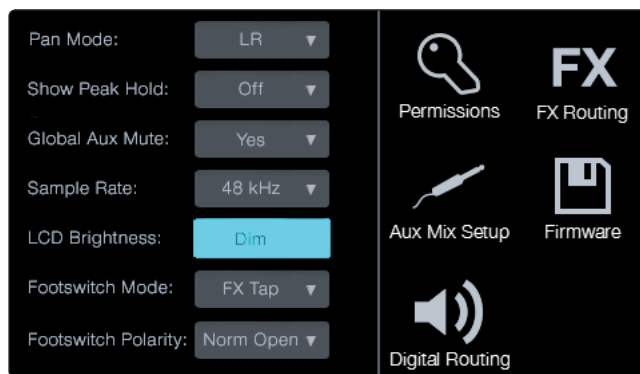 Pan Mode: LR
Show Peak Hold: Off
Global Aux Mute: Yes
Sample Rate: 48 kHz
LCD Brightness: Dim
Footswitch Mode: FX Tap
Footswitch Polarity: Norm Open
Permissions
FX
FX Routing
Aux Mix Setup
Firmware
Digital Routing